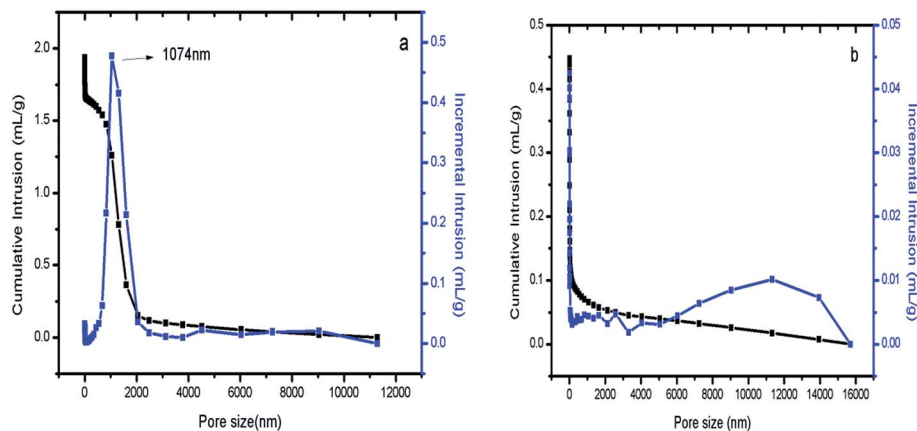 a
1074nm
Cumulative Intrusion (mL/g)
2.0
1.5
1.0
0.5
0.0
Incremental Intrusion (mL/g)
0.5
0.4
0.3
0.2
0.1
0.0
0 2000 4000 6000 8000 10000 12000
Pore size(nm)
b
Cumulative Intrusion (mL/g)
0.5
0.4
0.3
0.2
0.1
0.0
Incremental Intrusion (mL/g)
0.05
0.04
0.03
0.02
0.01
0.00
0 2000 4000 6000 8000 10000 12000 14000 16000
Pore size (nm)